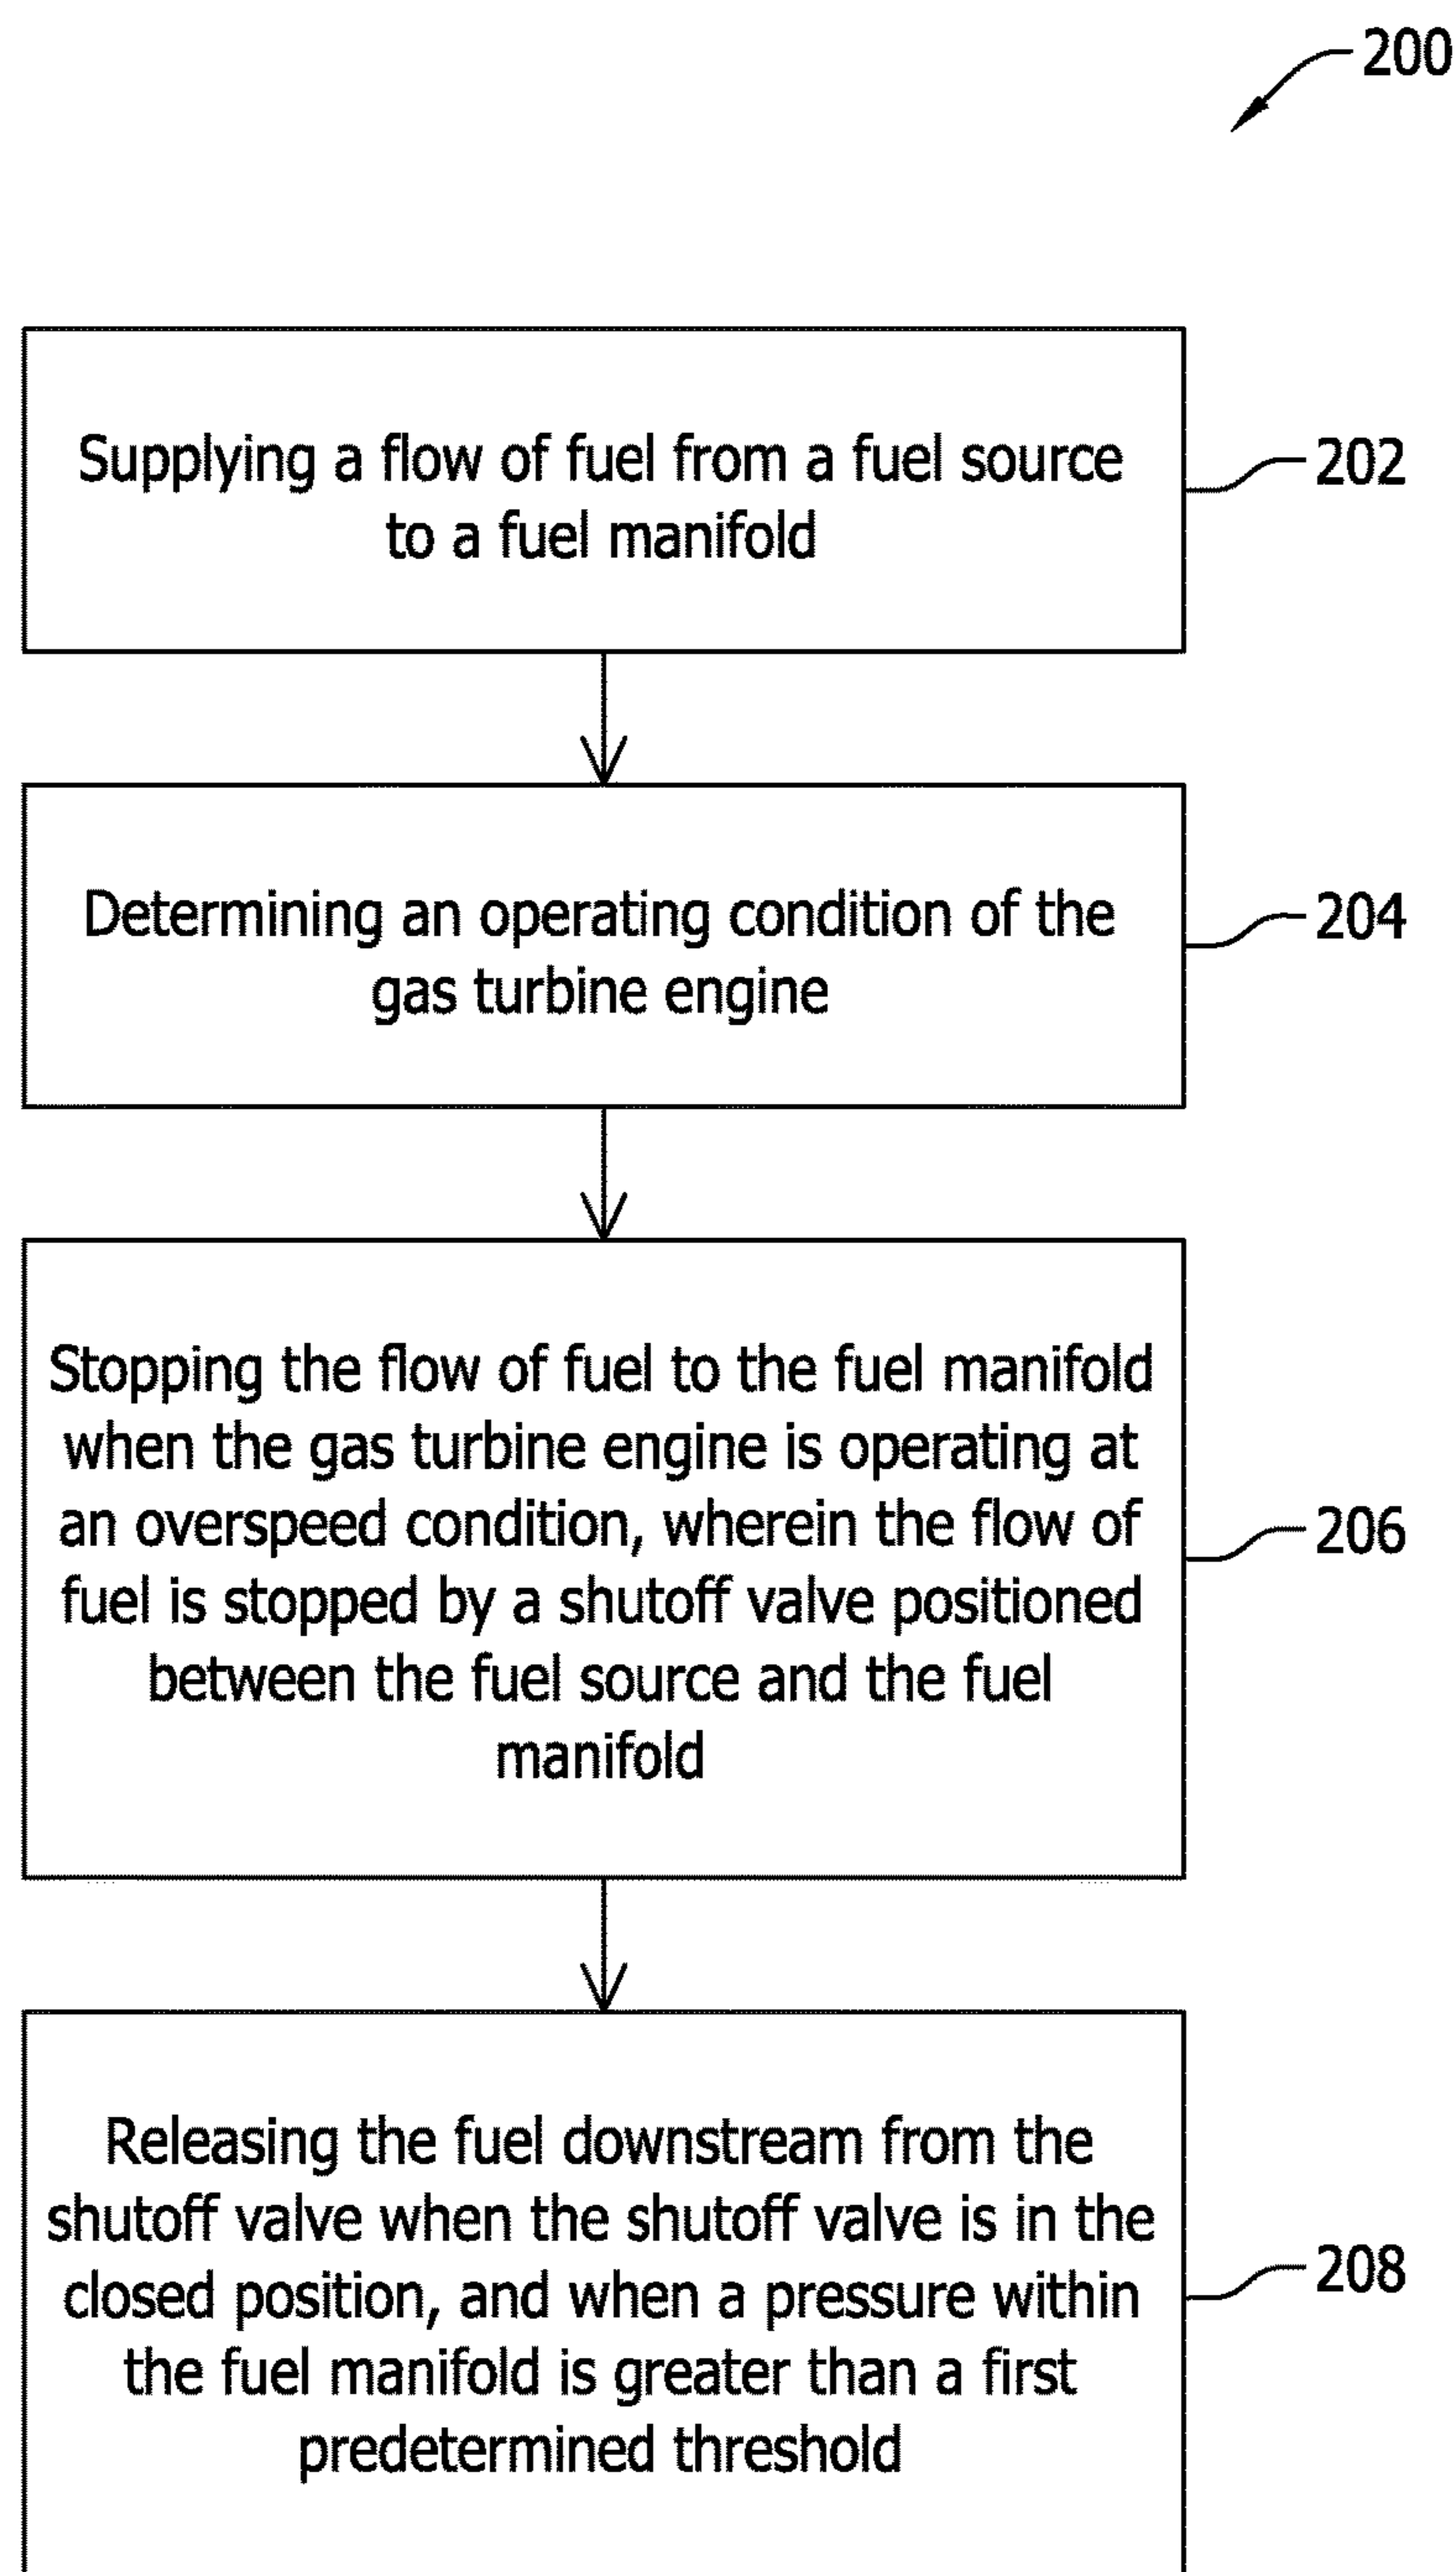 200
Supplying a flow of fuel from a fuel source
to a fuel manifold
202
Determining an operating condition of the
gas turbine engine
204
Stopping the flow of fuel to the fuel manifold
when the gas turbine engine is operating at
an overspeed condition, wherein the flow of
fuel is stopped by a shutoff valve positioned
between the fuel source and the fuel
manifold
206
Releasing the fuel downstream from the
shutoff valve when the shutoff valve is in the
closed position, and when a pressure within
the fuel manifold is greater than a first
predetermined threshold
208